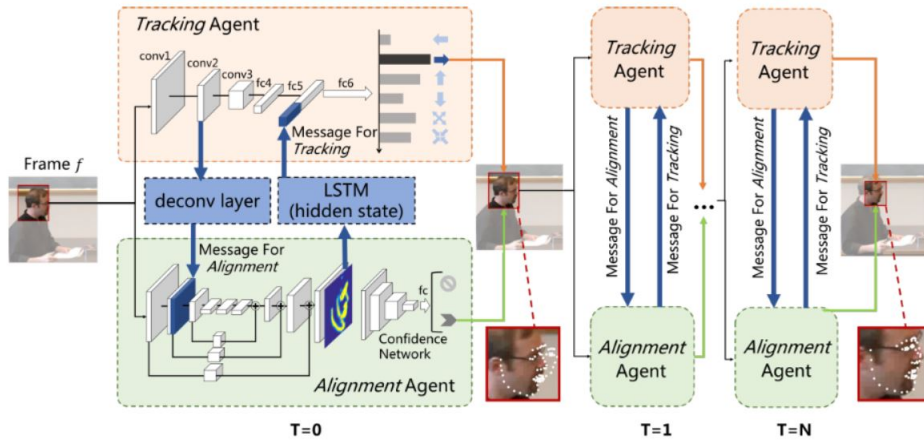 Tracking Agent
conv1
conv2
conv3
fc4
fc5
fc6
Message For
Tracking
Frame f
deconv layer
LSTM
(hidden state)
Message For
Alignment
fc
Confidence
Network
Alignment Agent
T=0
Tracking
Agent
Message For Alignment
Message For Tracking
Alignment
Agent
T=1
...
Tracking
Agent
Message For Alignment
Message For Tracking
Alignment
Agent
T=N